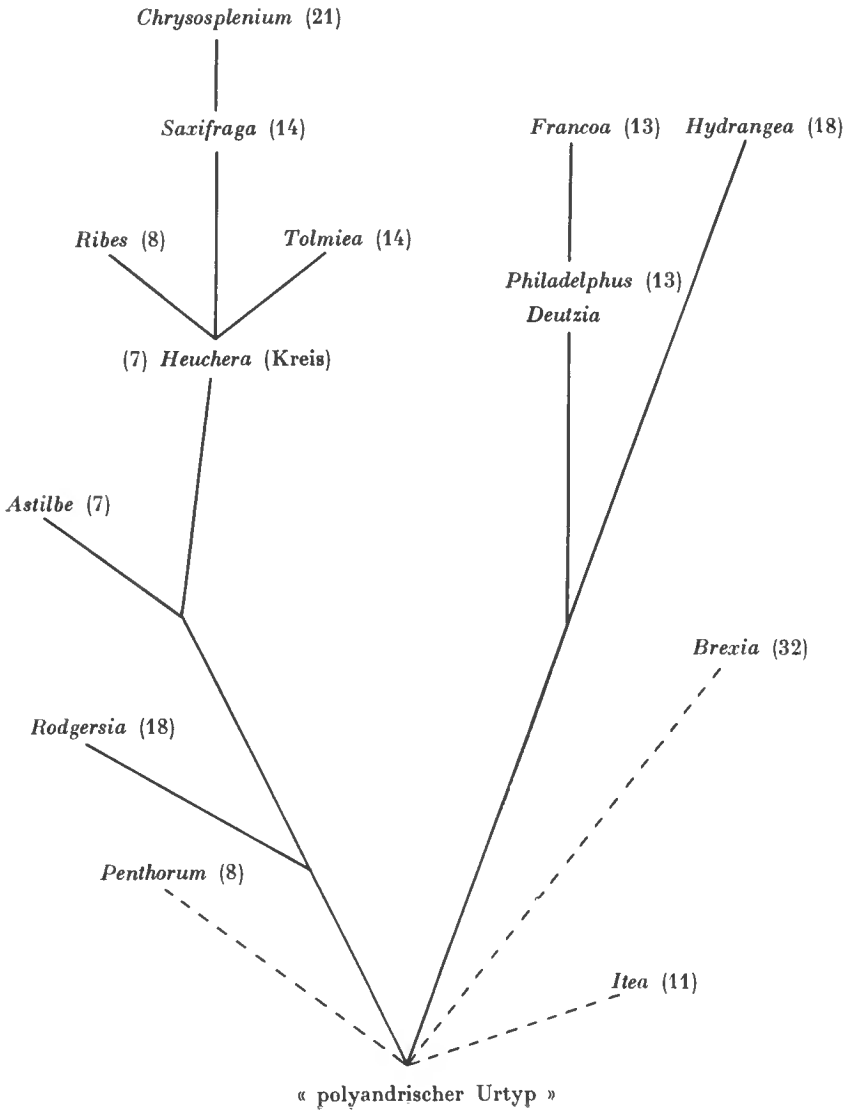 Chrysosplenium (21)
Saxifraga (14)
Francoa (13)
Hydrangea (18)
Ribes (8)
Tolmiea (14)
Philadelphus (13)
Deutzia
(7) Heuchera (Kreis)
Astilbe (7)
Brexia (32)
Rodgersia (18)
Penthorum (8)
Itea (11)
« polyandrischer Urtyp »